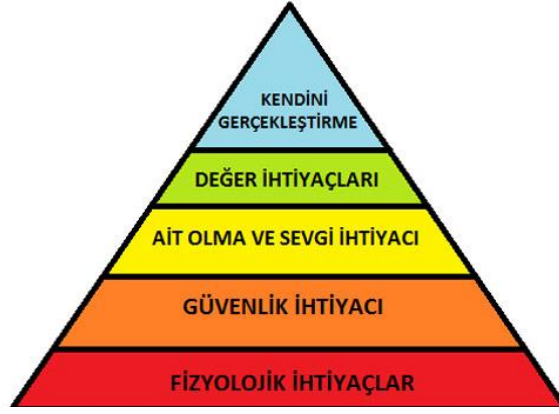 KENDİNİ
GERÇEKLEŞTİRME
DEĞER İHTİYAÇLARI
AİT OLMA VE SEVGİ İHTİYACI
GÜVENLİK İHTİYACI
FİZYOLOJİK İHTİYAÇLAR